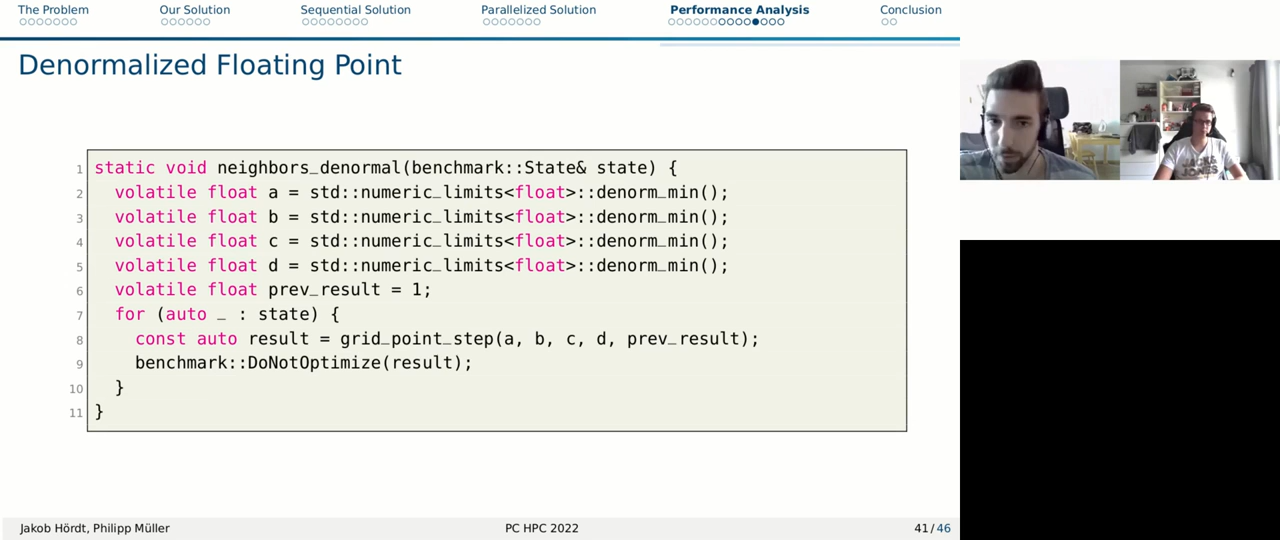 The Problem
Our Solution
Sequential Solution
Parallelized Solution
Performance Analysis
Conclusion
Denormalized Floating Point
1 static void neighbors_denormal(benchmark::State& state) {
2 volatile float a = std::numeric_limits<float>::denorm_min();
3 volatile float b = std::numeric_limits<float>::denorm_min();
4 volatile float c = std::numeric_limits<float>::denorm_min();
5 volatile float d = std::numeric_limits<float>::denorm_min();
6 volatile float prev_result = 1;
7 for (auto _ : state) {
8 const auto result = grid_point_step(a, b, c, d, prev_result);
9 benchmark::DoNotOptimize(result);
10 }
11 }
JACK
JONES
Jakob Hördt, Philipp Müller
PC HPC 2022
41 / 46